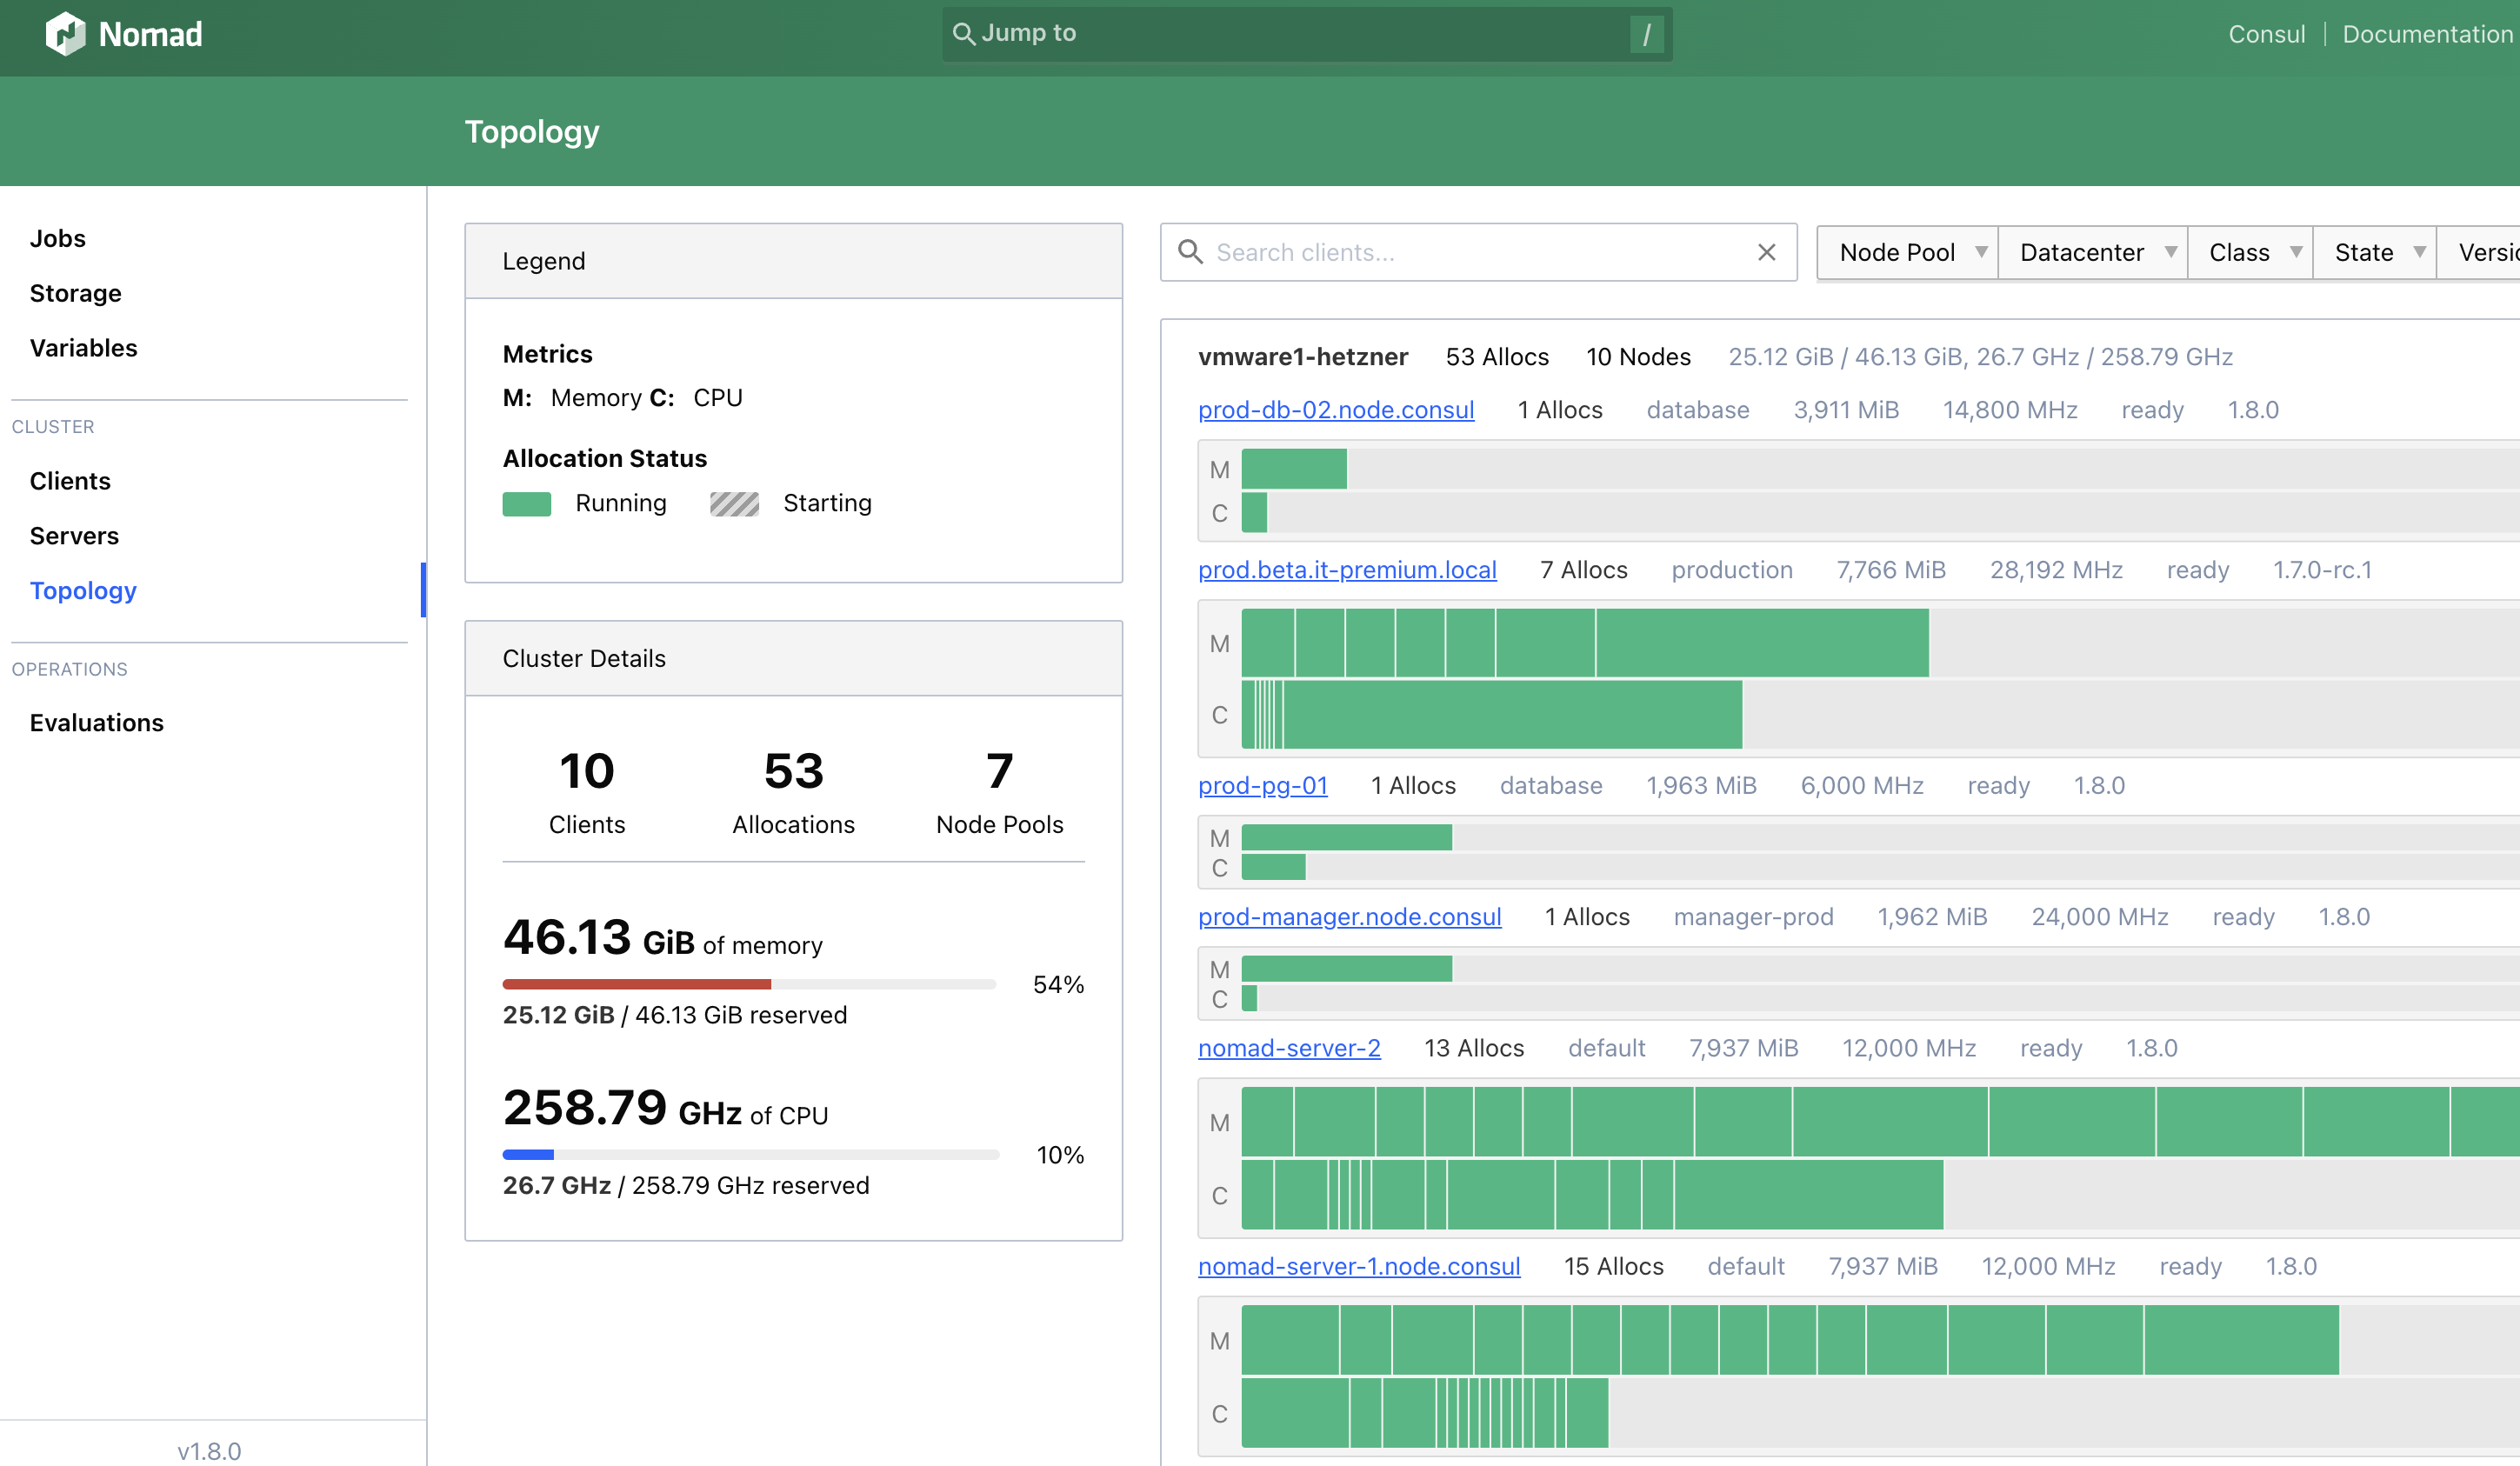 Nomad
Jump to
/
Consul
Documentation
Topology
Jobs
Storage
Variables
CLUSTER
Clients
Servers
Topology
OPERATIONS
Evaluations
v1.8.0
Legend
Metrics
M: Memory C: CPU
Allocation Status
Running Starting
Cluster Details
10 53 7
Clients Allocations Node Pools
46.13 GiB of memory
54%
25.12 GiB / 46.13 GiB reserved
258.79 GHz of CPU
10%
26.7 GHz / 258.79 GHz reserved
Search clients...
Node Pool Datacenter Class State
vmware1-hetzner 53 Allocs 10 Nodes 25.12 GiB / 46.13 GiB, 26.7 GHz / 258.79 GHz
prod-db-02.node.consul 1 Allocs database 3,911 MiB 14,800 MHz ready 1.8.0
M
C
prod.beta.it-premium.local 7 Allocs production 7,766 MiB 28,192 MHz ready 1.7.0-rc.1
M
C
prod-pg-01 1 Allocs database 1,963 MiB 6,000 MHz ready 1.8.0
M
C
prod-manager.node.consul 1 Allocs manager-prod 1,962 MiB 24,000 MHz ready 1.8.0
M
C
nomad-server-2 13 Allocs default 7,937 MiB 12,000 MHz ready 1.8.0
M
C
nomad-server-1.node.consul 15 Allocs default 7,937 MiB 12,000 MHz ready 1.8.0
M
C